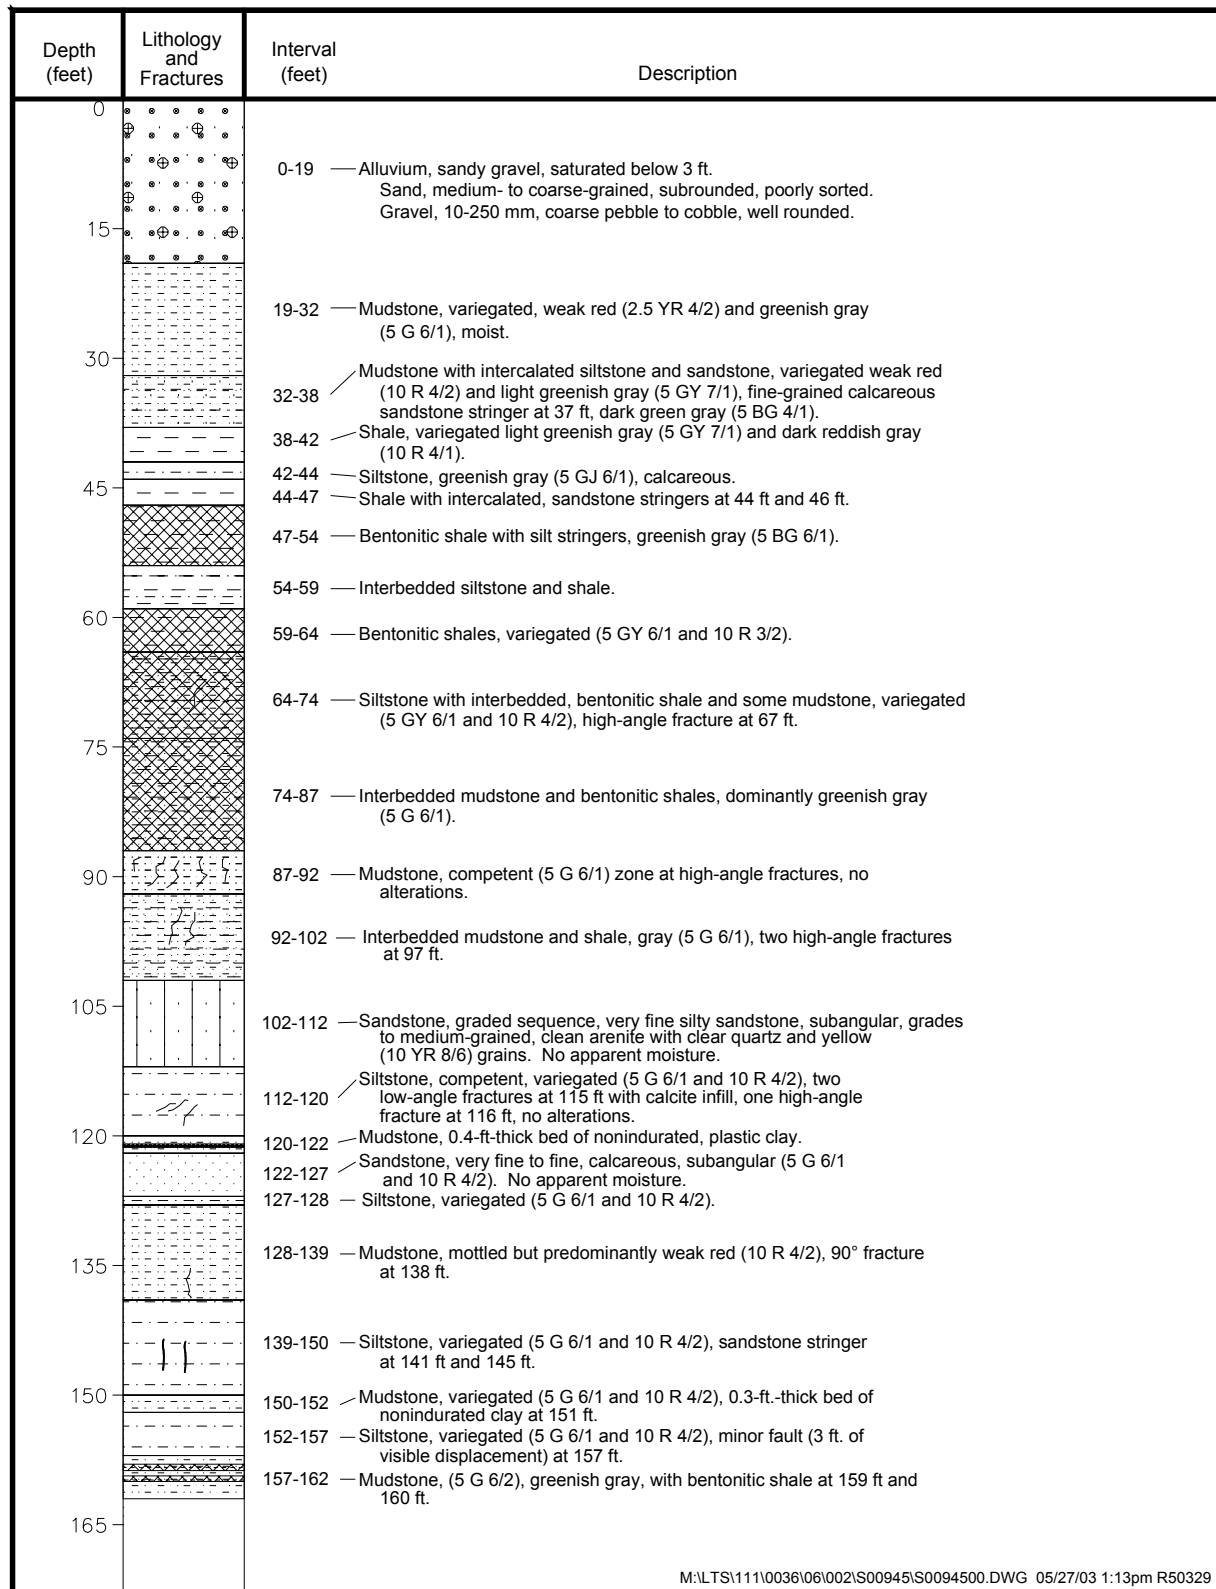 Depth
(feet)
Lithology
and
Fractures
Interval
(feet)
Description
0
15
30
45
60
75
90
105
120
135
150
165
0-19 Alluvium, sandy gravel, saturated below 3 ft.
Sand, medium- to coarse-grained, subrounded, poorly sorted.
Gravel, 10-250 mm, coarse pebble to cobble, well rounded.
19-32 Mudstone, variegated, weak red (2.5 YR 4/2) and greenish gray
(5 G 6/1), moist.
32-38 Mudstone with intercalated siltstone and sandstone, variegated weak red
(10 R 4/2) and light greenish gray (5 GY 7/1), fine-grained calcareous
sandstone stringer at 37 ft, dark green gray (5 BG 4/1).
38-42 Shale, variegated light greenish gray (5 GY 7/1) and dark reddish gray
(10 R 4/1).
42-44 Siltstone, greenish gray (5 GJ 6/1), calcareous.
44-47 Shale with intercalated, sandstone stringers at 44 ft and 46 ft.
47-54 Bentonitic shale with silt stringers, greenish gray (5 BG 6/1).
54-59 Interbedded siltstone and shale.
59-64 Bentonitic shales, variegated (5 GY 6/1 and 10 R 3/2).
64-74 Siltstone with interbedded, bentonitic shale and some mudstone, variegated
(5 GY 6/1 and 10 R 4/2), high-angle fracture at 67 ft.
74-87 Interbedded mudstone and bentonitic shales, dominantly greenish gray
(5 G 6/1).
87-92 Mudstone, competent (5 G 6/1) zone at high-angle fractures, no
alterations.
92-102 Interbedded mudstone and shale, gray (5 G 6/1), two high-angle fractures
at 97 ft.
102-112 Sandstone, graded sequence, very fine silty sandstone, subangular, grades
to medium-grained, clean arenite with clear quartz and yellow
(10 YR 8/6) grains. No apparent moisture.
112-120 Siltstone, competent, variegated (5 G 6/1 and 10 R 4/2), two
low-angle fractures at 115 ft with calcite infill, one high-angle
fracture at 116 ft, no alterations.
120-122 Mudstone, 0.4-ft-thick bed of nonindurated, plastic clay.
122-127 Sandstone, very fine to fine, calcareous, subangular (5 G 6/1
and 10 R 4/2). No apparent moisture.
127-128 Siltstone, variegated (5 G 6/1 and 10 R 4/2).
128-139 Mudstone, mottled but predominantly weak red (10 R 4/2), 90° fracture
at 138 ft.
139-150 Siltstone, variegated (5 G 6/1 and 10 R 4/2), sandstone stringer
at 141 ft and 145 ft.
150-152 Mudstone, variegated (5 G 6/1 and 10 R 4/2), 0.3-ft.-thick bed of
nonindurated clay at 151 ft.
152-157 Siltstone, variegated (5 G 6/1 and 10 R 4/2), minor fault (3 ft. of
visible displacement) at 157 ft.
157-162 Mudstone, (5 G 6/2), greenish gray, with bentonitic shale at 159 ft and
160 ft.
M:\LTS\111\0036\06\002\S00945\S0094500.DWG 05/27/03 1:13pm R50329